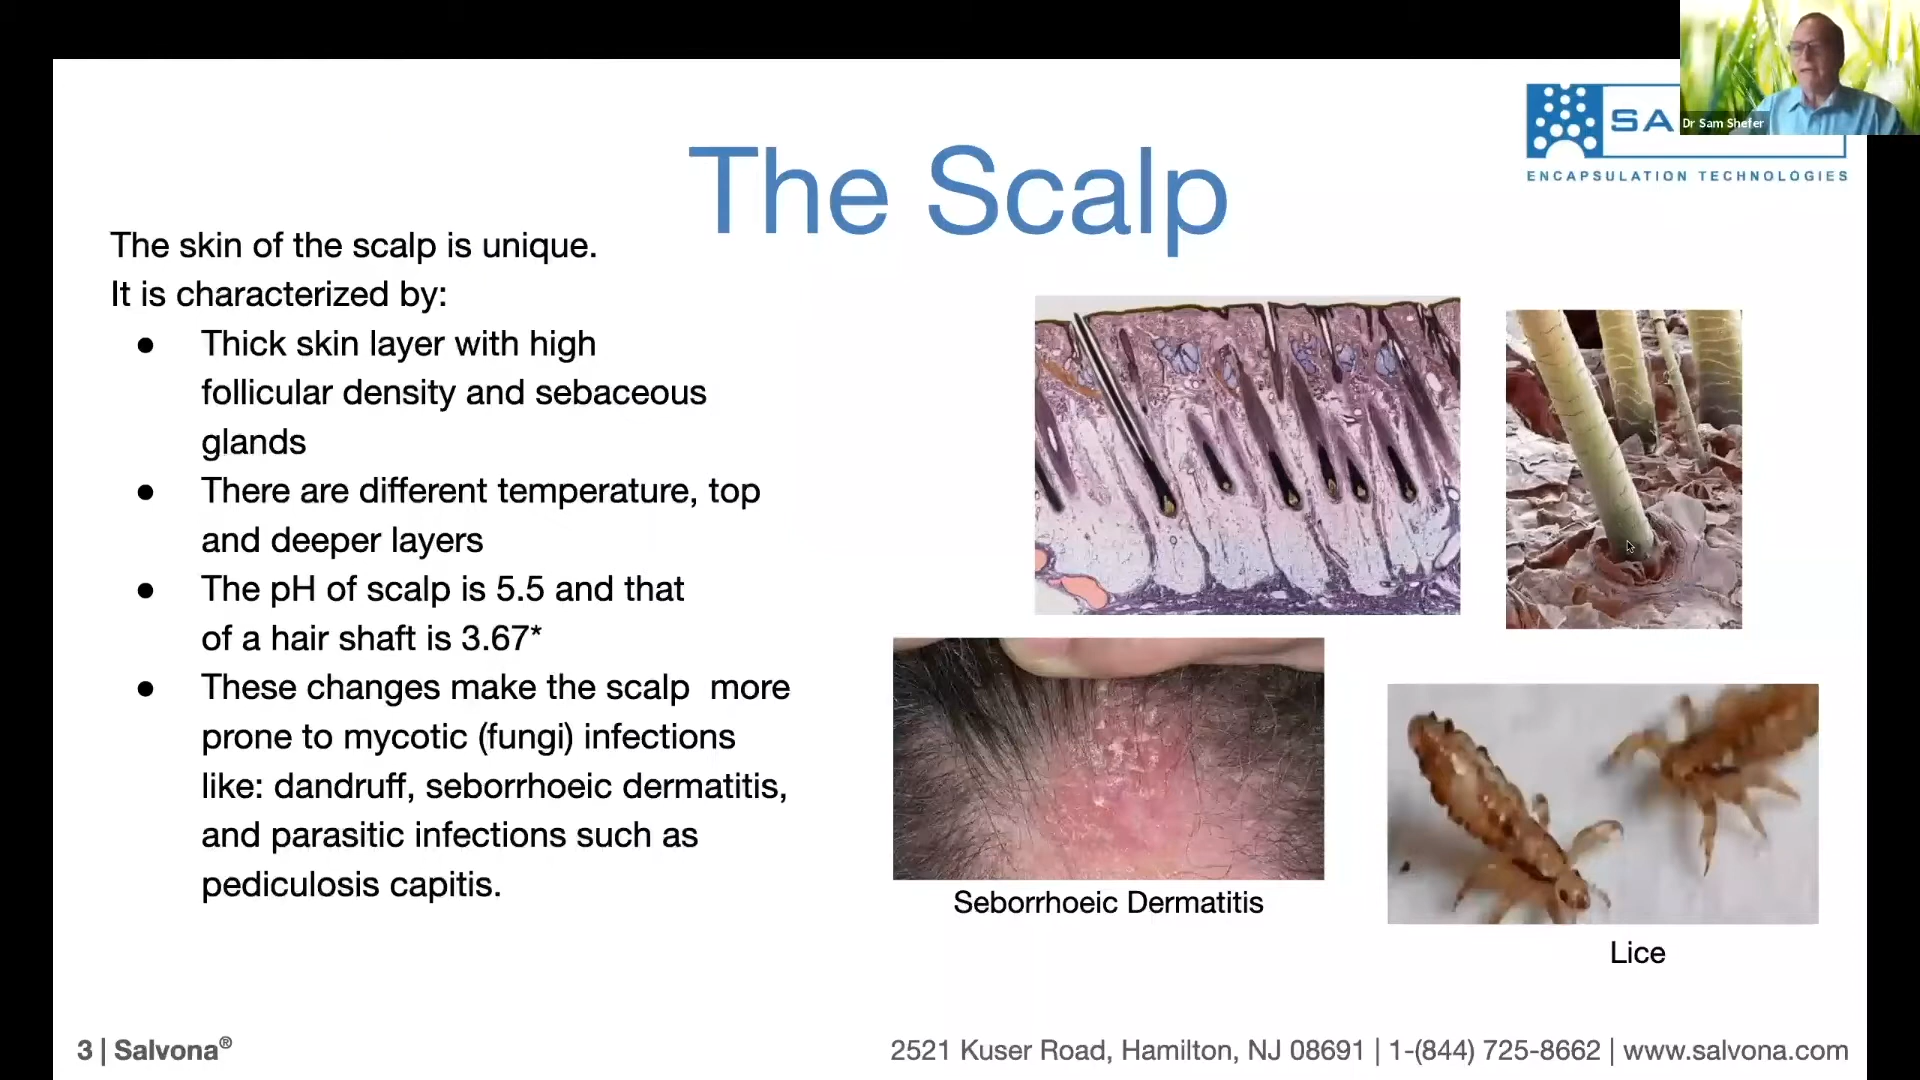 Dr Sam Shefer
SA
ENCAPSULATION TECHNOLOGIES
The Scalp
The skin of the scalp is unique.
It is characterized by:
● Thick skin layer with high
follicular density and sebaceous
glands
● There are different temperature, top
and deeper layers
● The pH of scalp is 5.5 and that
of a hair shaft is 3.67*
● These changes make the scalp  more
prone to mycotic (fungi) infections
like: dandruff, seborrhoeic dermatitis,
and parasitic infections such as
pediculosis capitis.
Seborrhoeic Dermatitis
Lice
3 | Salvona®
2521 Kuser Road, Hamilton, NJ 08691 | 1-(844) 725-8662 | www.salvona.com